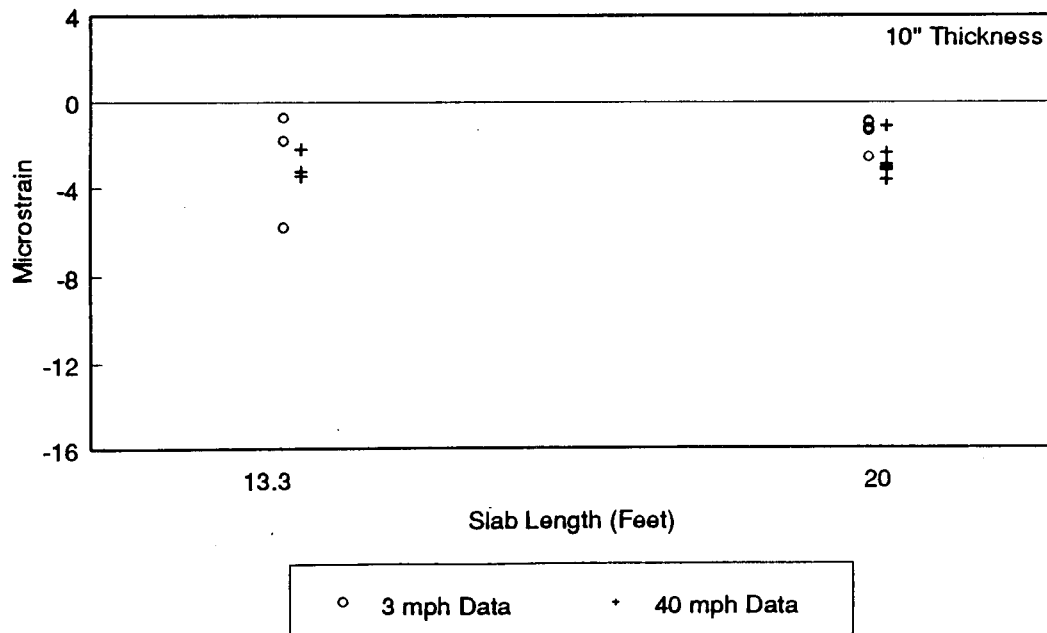 4
10" Thickness
0
-4
-8
-12
-16
Microstrain
13.3
20
Slab Length (Feet)
3 mph Data
40 mph Data